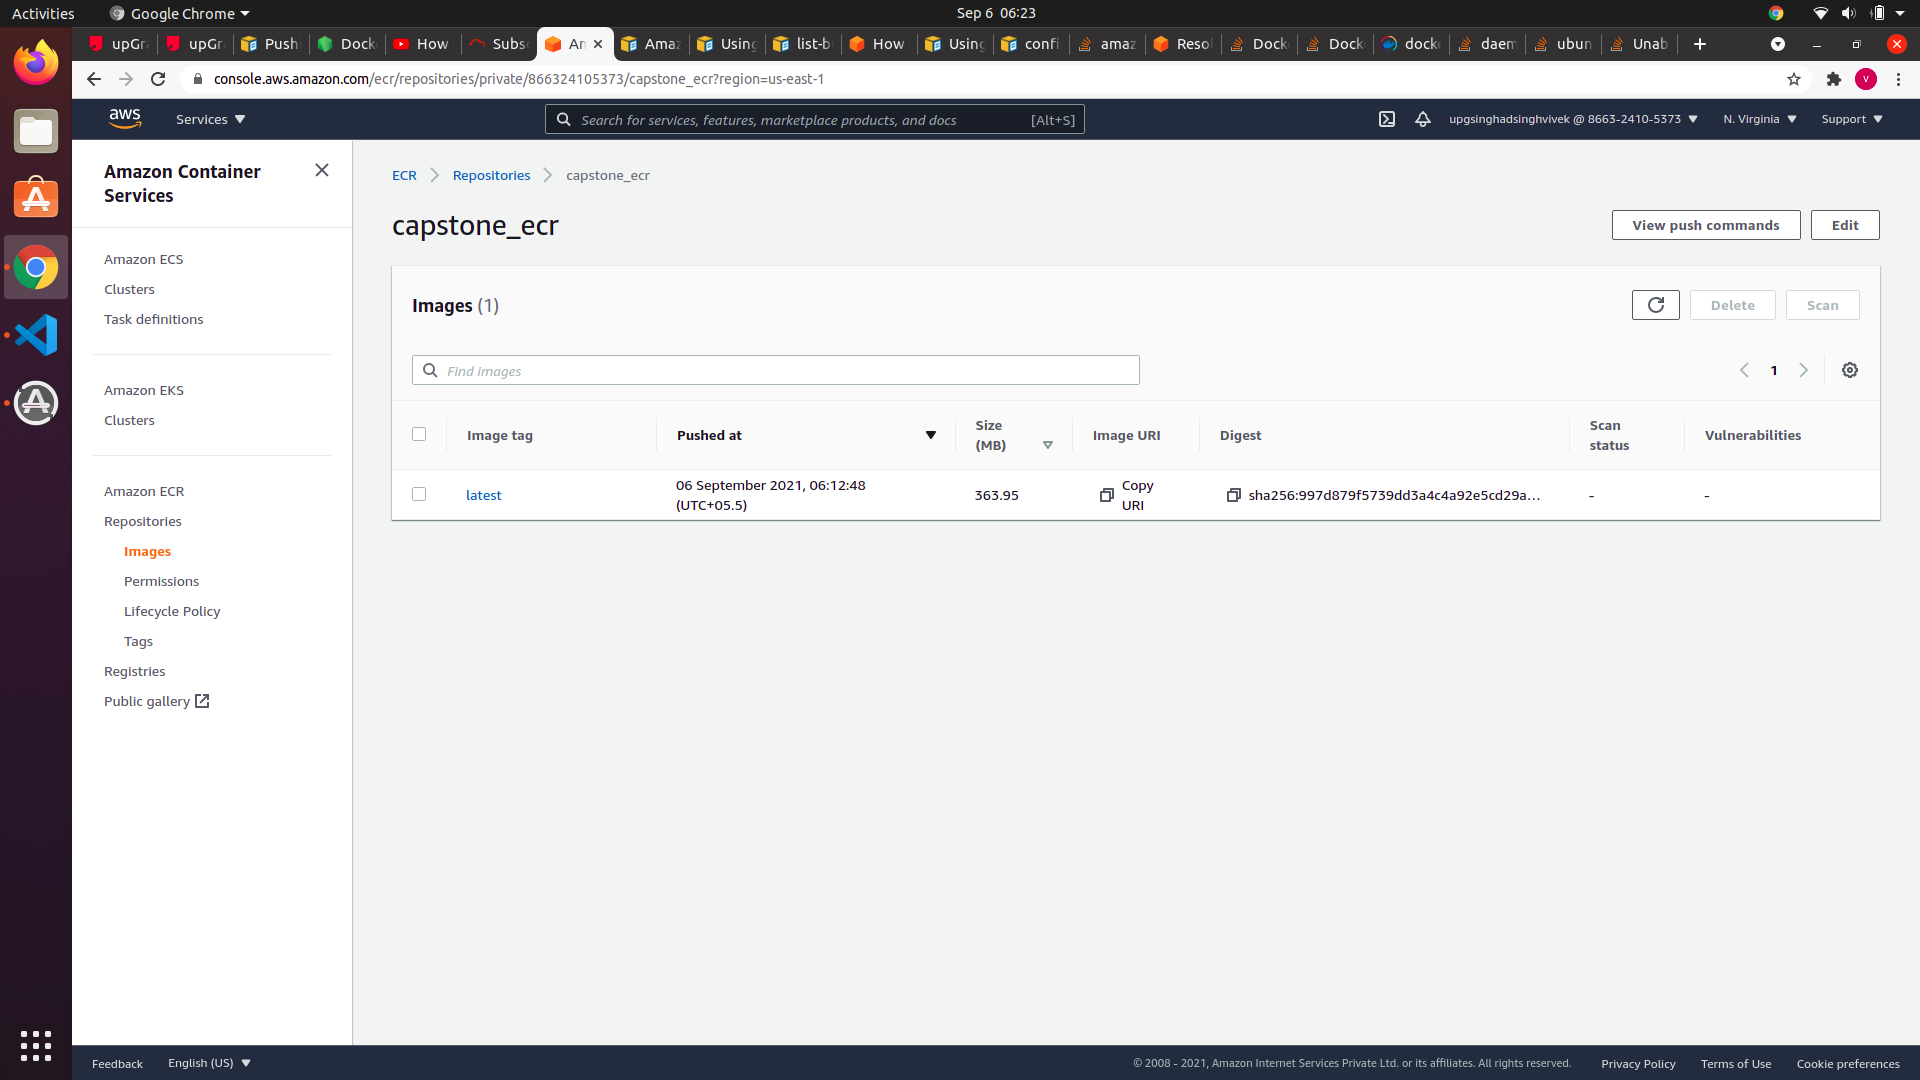 Activities
Google Chrome
Sep 6 06:23
upGr
upGr
Pushi
Dock
How
Subs
An
Amaz
Using
list-b
How
Using
confi
amaz
Resol
Dock
Dock
docke
daem
ubun
Unab
console.aws.amazon.com/ecr/repositories/private/866324105373/capstone_ecr?region=us-east-1
V
aws
Services
Search for services, features, marketplace products, and docs
[Alt+S]
upgsinghadsinghvivek @ 8663-2410-5373
N. Virginia
Support
Amazon Container
Services
Amazon ECS
Clusters
Task definitions
Amazon EKS
Clusters
Amazon ECR
Repositories
Images
Permissions
Lifecycle Policy
Tags
Registries
Public gallery
ECR
Repositories
capstone_ecr
capstone_ecr
View push commands
Edit
Images (1)
Delete
Scan
Find images
1
Image tag
Pushed at
Size
(MB)
Image URI
Digest
Scan
status
Vulnerabilities
latest
06 September 2021, 06:12:48
(UTC+05.5)
363.95
Copy
URI
sha256:997d879f5739dd3a4c4a92e5cd29a...
-
-
Feedback
English (US)
© 2008 - 2021, Amazon Internet Services Private Ltd. or its affiliates. All rights reserved.
Privacy Policy
Terms of Use
Cookie preferences